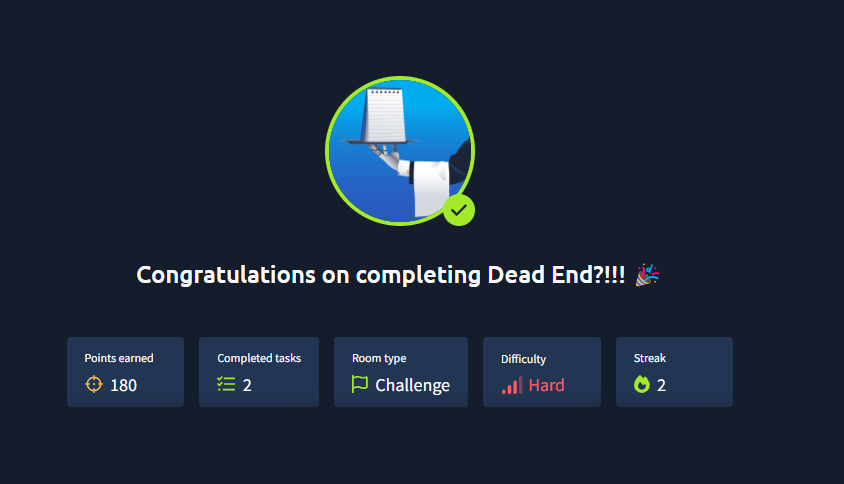 Congratulations on completing Dead End?!!! 🎉
Points earned
180
Completed tasks
2
Room type
Challenge
Difficulty
Hard
Streak
2